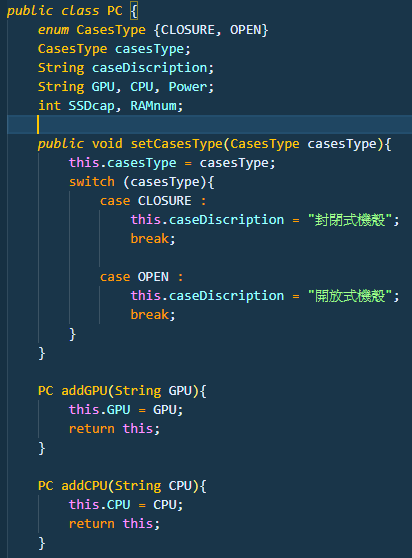 public class PC {
enum CasesType {CLOSURE, OPEN}
CasesType casesType;
String caseDiscription;
String GPU, CPU, Power;
int SSDcap, RAMnum;
public void setCasesType(CasesType casesType){
this.casesType = casesType;
switch (casesType){
case CLOSURE :
this.caseDiscription = "封閉式機殼";
break;
case OPEN :
this.caseDiscription = "開放式機殼";
break;
}
}
PC addGPU(String GPU){
this.GPU = GPU;
return this;
}
PC addCPU(String CPU){
this.CPU = CPU;
return this;
}